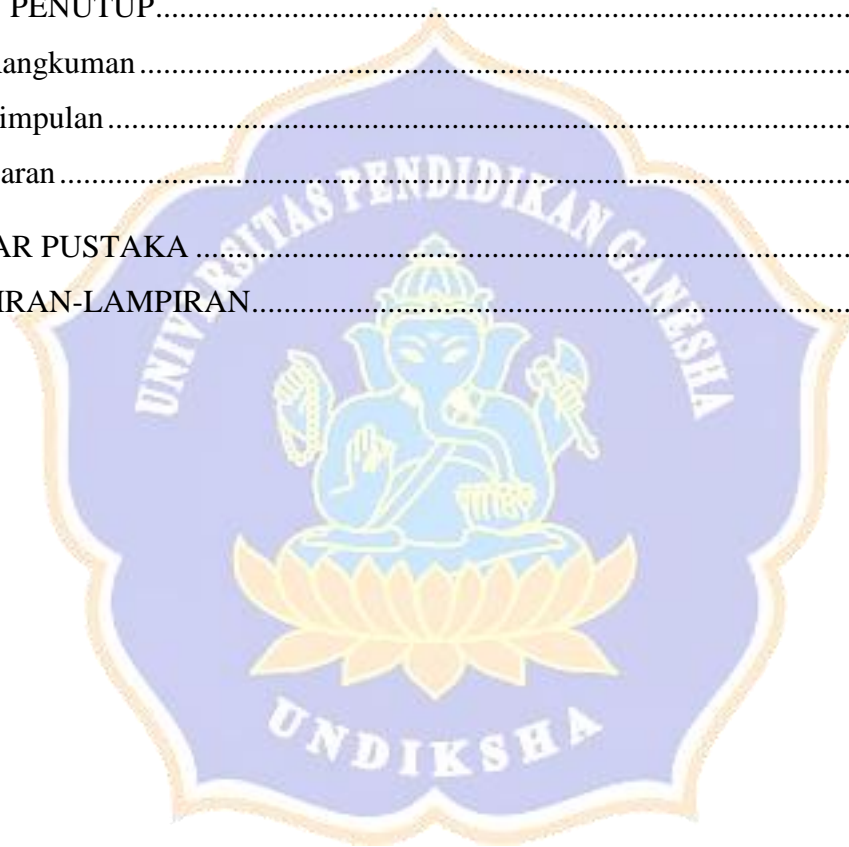 PENUTUP
angkuman
impulan
aran
AR PUSTAKA
IRAN-LAMPIRAN
UNIVERSITAS PENDIDIKAN GANESHA
UNDIKSHA